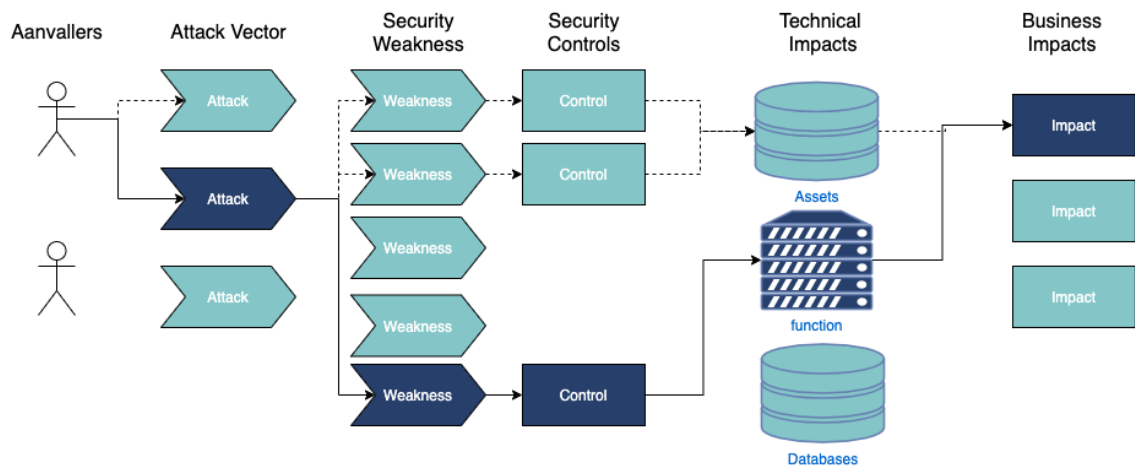 Aanvallers
Attack Vector
Security
Weakness
Security
Controls
Technical
Impacts
Business
Impacts
Attack
Weakness
Control
Impact
Attack
Weakness
Control
Assets
Impact
Weakness
Attack
Impact
Weakness
function
Weakness
Control
Databases